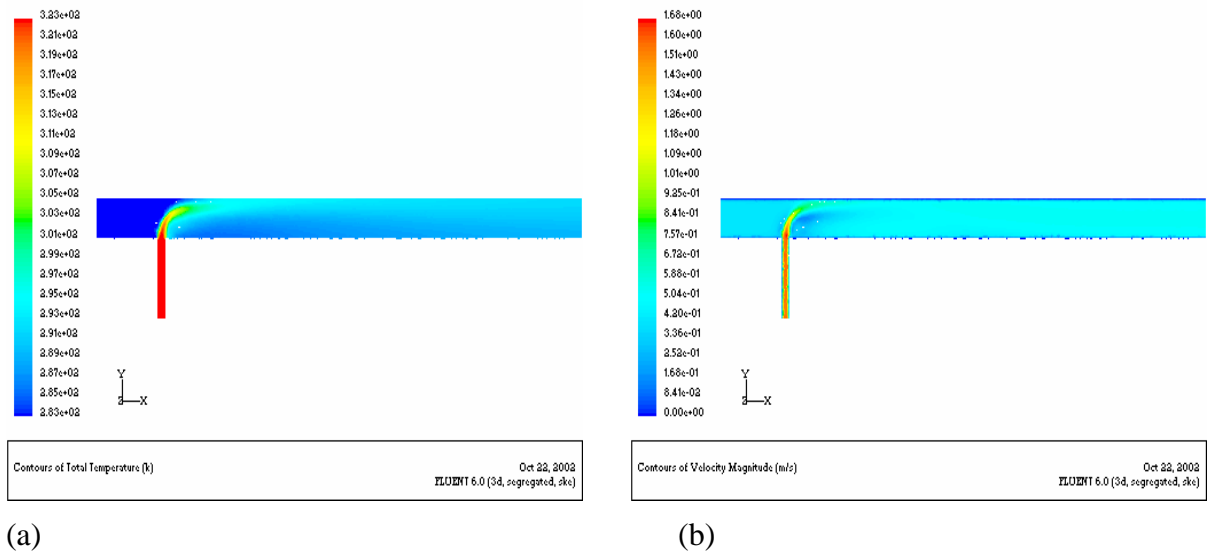 3.23e+02
3.21e+02
3.19e+02
3.17e+02
3.15e+02
3.13e+02
3.11e+02
3.09e+02
3.07e+02
3.05e+02
3.03e+02
3.01e+02
2.99e+02
2.97e+02
2.95e+02
2.93e+02
2.91e+02
2.89e+02
2.87e+02
2.85e+02
2.83e+02
Y
Z X
Contours of Total Temperature (k)
Oct 22, 2002
FLUENT 6.0 (3d, segregated, ske)
(a)
1.68e+00
1.60e+00
1.51e+00
1.43e+00
1.34e+00
1.26e+00
1.18e+00
1.09e+00
1.01e+00
9.25e-01
8.41e-01
7.57e-01
6.72e-01
5.88e-01
5.04e-01
4.20e-01
3.36e-01
2.52e-01
1.68e-01
8.41e-02
0.00e+00
Y
Z X
Contours of Velocity Magnitude (m/s)
Oct 22, 2002
FLUENT 6.0 (3d, segregated, ske)
(b)